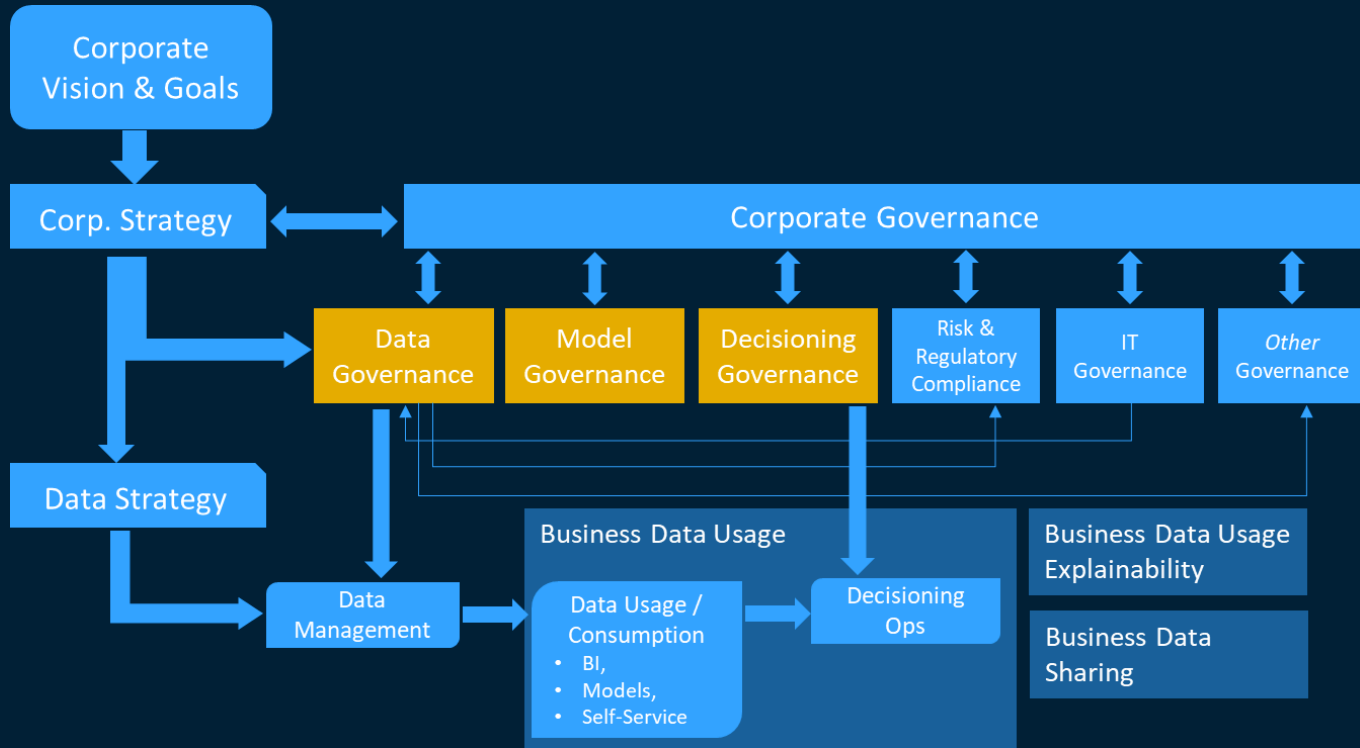 Corporate
Vision & Goals
Corp. Strategy
Corporate Governance
Data
Governance
Model
Governance
Decisioning
Governance
Risk &
Regulatory
Compliance
IT
Governance
Other
Governance
Data Strategy
Business Data Usage
Business Data Usage
Explainability
Data
Management
Data Usage /
Consumption
• BI,
• Models,
• Self-Service
Decisioning
Ops
Business Data
Sharing